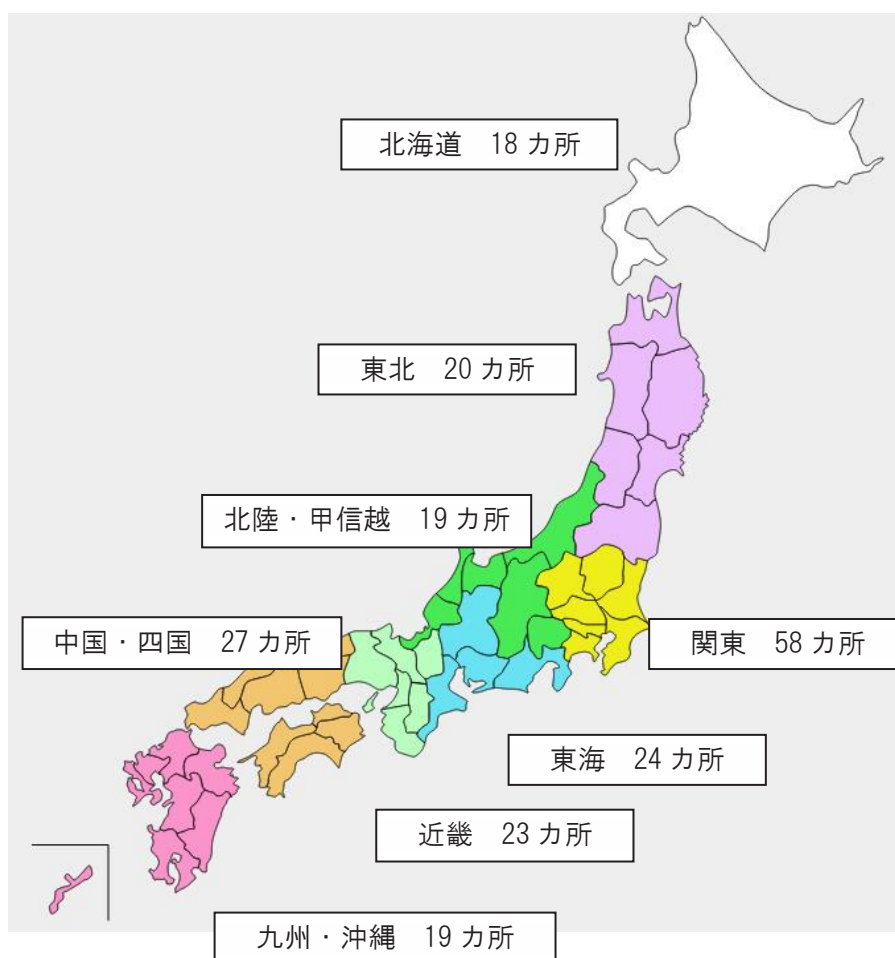 北海道　18 カ所
東北　20 カ所
北陸・甲信越　19 カ所
中国・四国　27 カ所
関東　58 カ所
東海　24 カ所
近畿　23 カ所
九州・沖縄　19 カ所